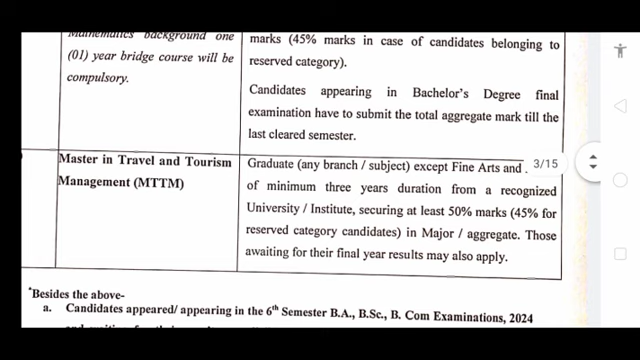 Mathematics background one
(01) year bridge course will be
compulsory.
marks (45% marks in case of candidates belonging to
reserved category).
Candidates appearing in Bachelor's Degree final
examination have to submit the total aggregate mark till the
last cleared semester.
Master in Travel and Tourism
Management (MTTM)
Graduate (any branch / subject) except Fine Arts and
of minimum three years duration from a recognized
University / Institute, securing at least 50% marks (45% for
reserved category candidates) in Major / aggregate. Those
awaiting for their final year results may also apply.
3/15
*Besides the above-
a. Candidates appeared/ appearing in the 6th Semester B.A., B.Sc., B. Com Examinations, 2024